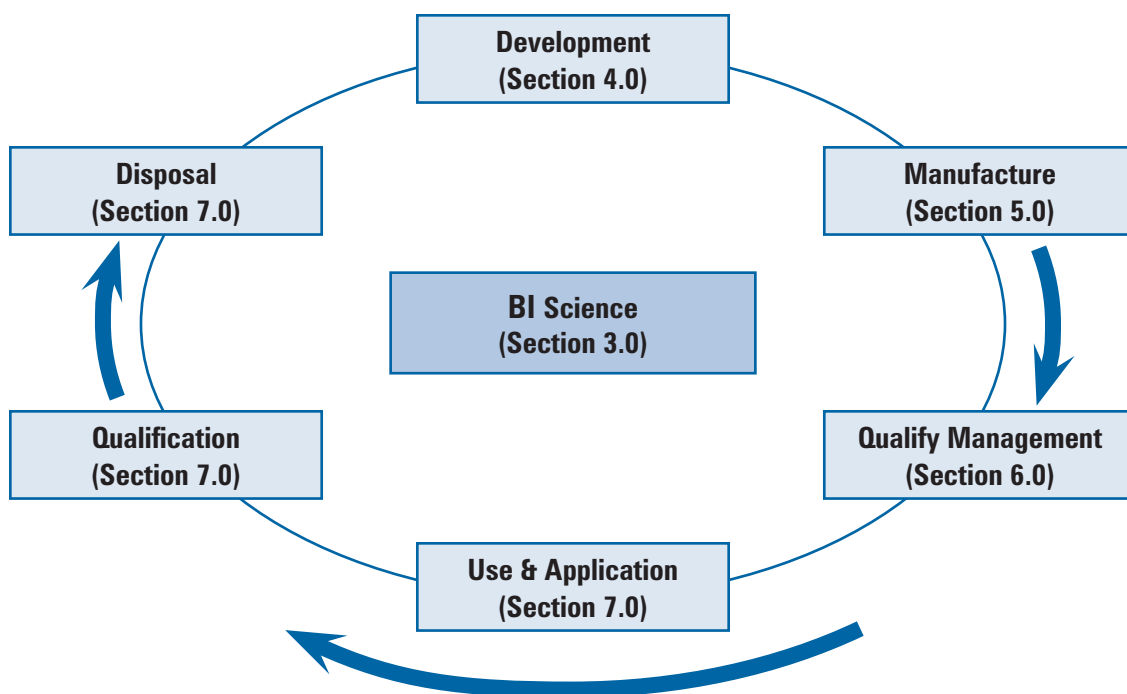 Development
(Section 4.0)
Disposal
(Section 7.0)
Manufacture
(Section 5.0)
BI Science
(Section 3.0)
Qualification
(Section 7.0)
Qualify Management
(Section 6.0)
Use & Application
(Section 7.0)